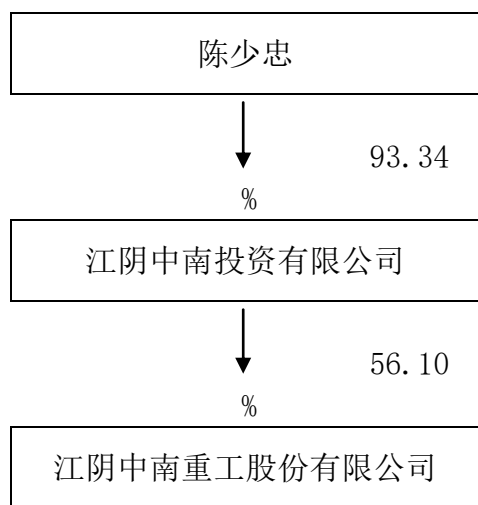 陈少忠
93.34
%
江阴中南投资有限公司
56.10
%
江阴中南重工股份有限公司